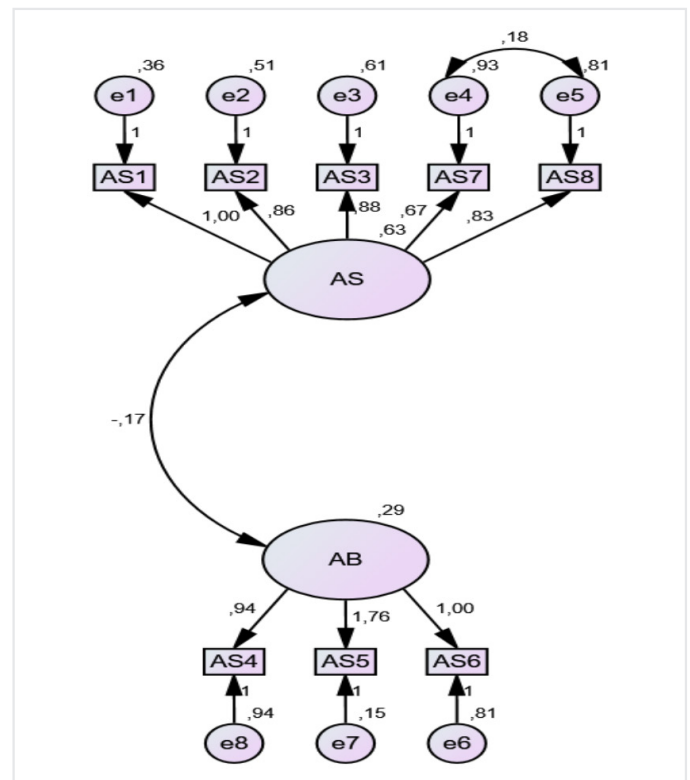 ,18
,36 ,51 ,61 ,93 ,81
e1 e2 e3 e4 e5
1 1 1 1 1
AS1 AS2 AS3 AS7 AS8
1,00 ,86 ,88 ,67 ,83
,63
AS
-,17
,29
AB
,94 1,76 1,00
AS4 AS5 AS6
1 1 1
,94 ,15 ,81
e8 e7 e6